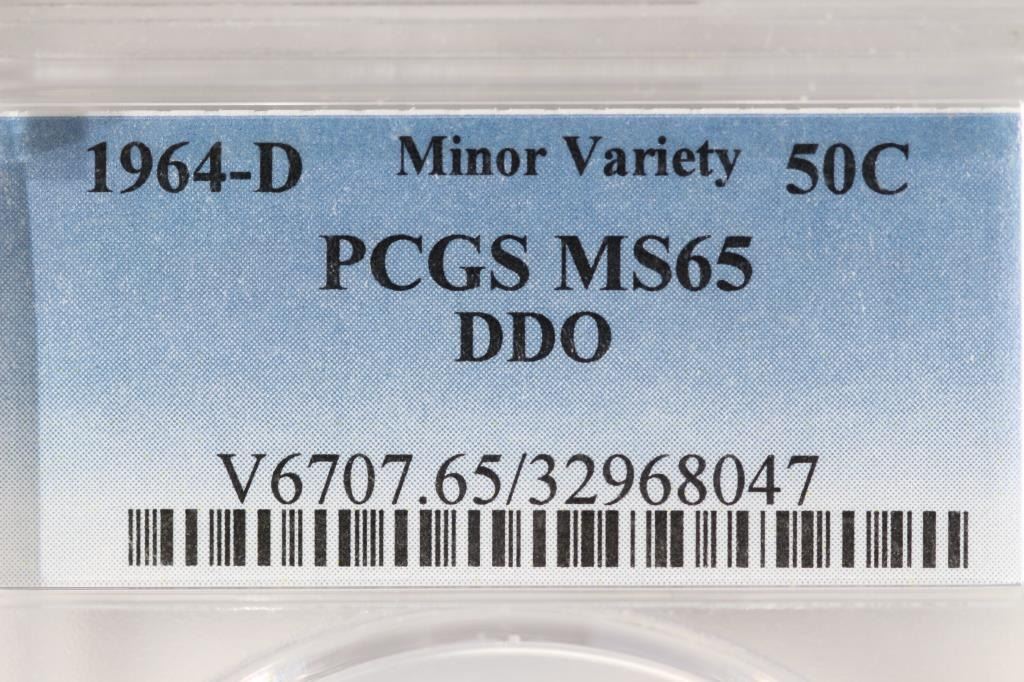 1964-D Minor Variety 50C
PCGS MS65
DDO
V6707.65/32968047